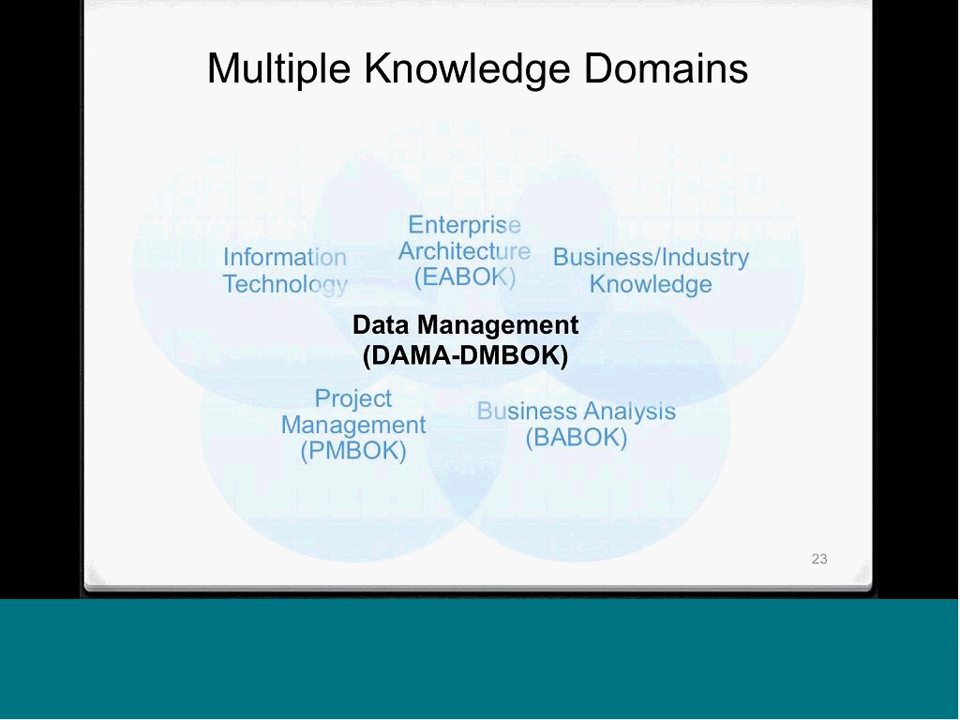 Multiple Knowledge Domains
Enterprise
Architecture
(EABOK)
Information
Technology
Business/Industry
Knowledge
Data Management
(DAMA-DMBOK)
Project
Management
(PMBOK)
Business Analysis
(BABOK)
23